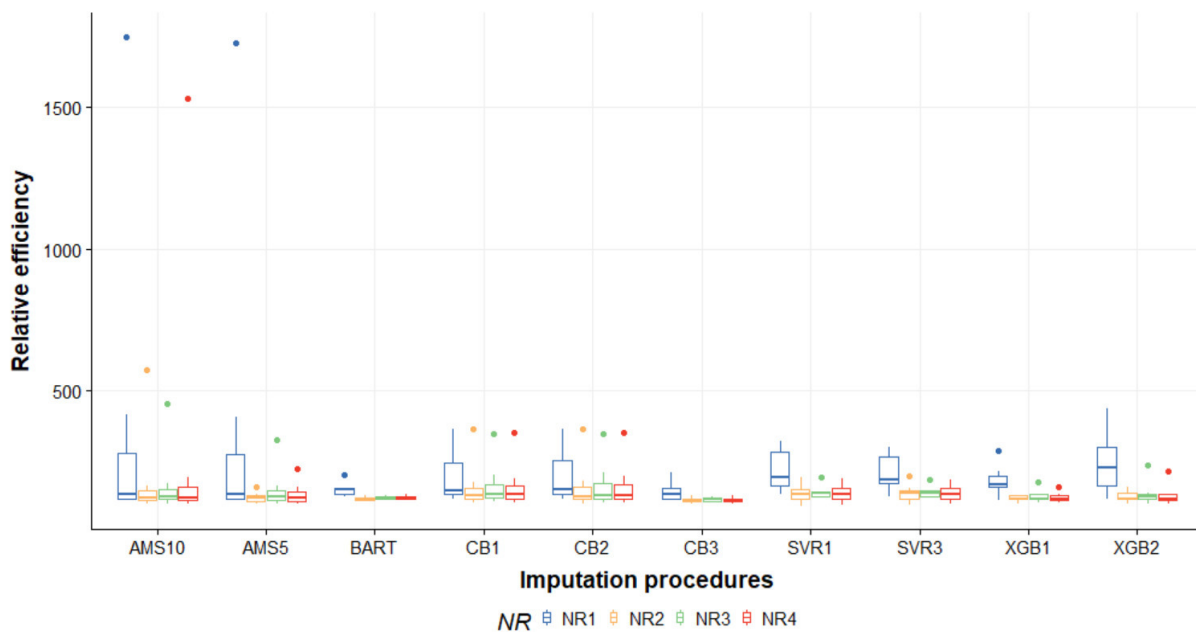 Relative efficiency
1500
1000
500
AMS10 AMS5 BART CB1 CB2 CB3 SVR1 SVR3 XGB1 XGB2
Imputation procedures
NR NR1 NR2 NR3 NR4